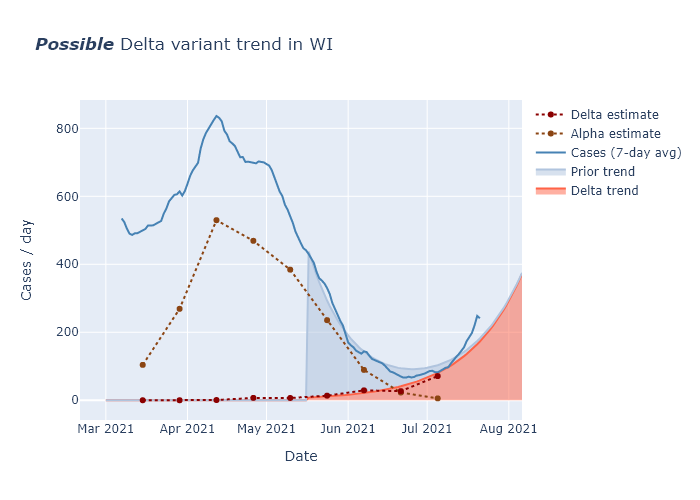 Possible Delta variant trend in WI
Delta estimate
Alpha estimate
Cases (7-day avg)
Prior trend
Delta trend
Cases / day
800
600
400
200
0
Mar 2021
Apr 2021
May 2021
Jun 2021
Jul 2021
Aug 2021
Date